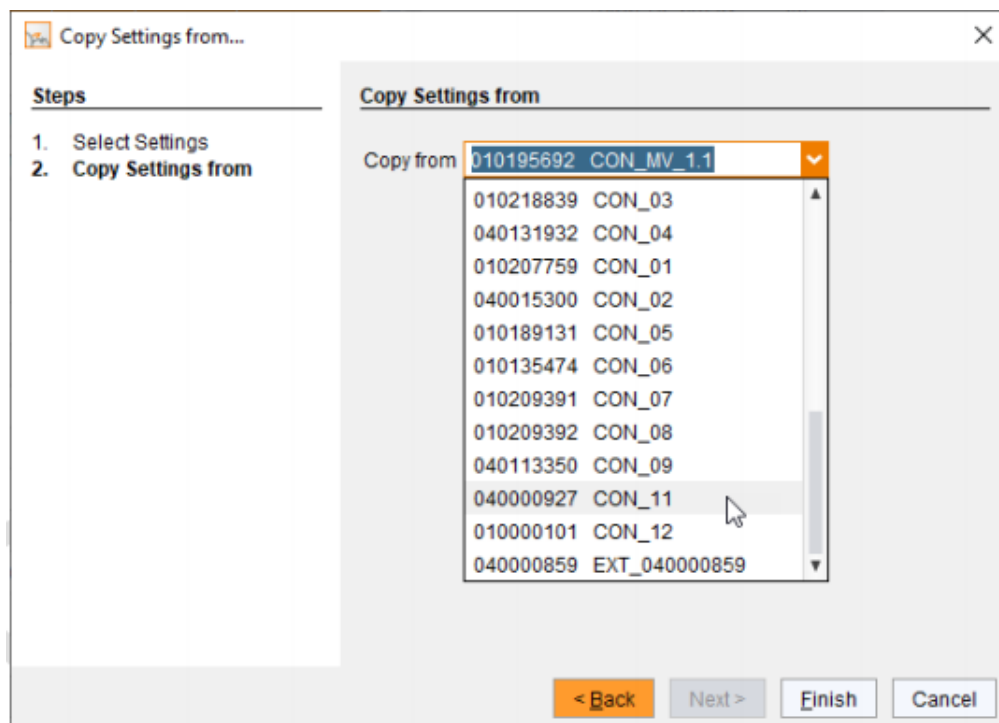 Copy Settings from...
Steps
1. Select Settings
2. Copy Settings from
Copy Settings from
Copy from 010195692 CON_MV_1.1
010218839 CON_03
040131932 CON_04
010207759 CON_01
040015300 CON_02
010189131 CON_05
010135474 CON_06
010209391 CON_07
010209392 CON_08
040113350 CON_09
040000927 CON_11
010000101 CON_12
040000859 EXT_040000859
< Back Next > Finish Cancel